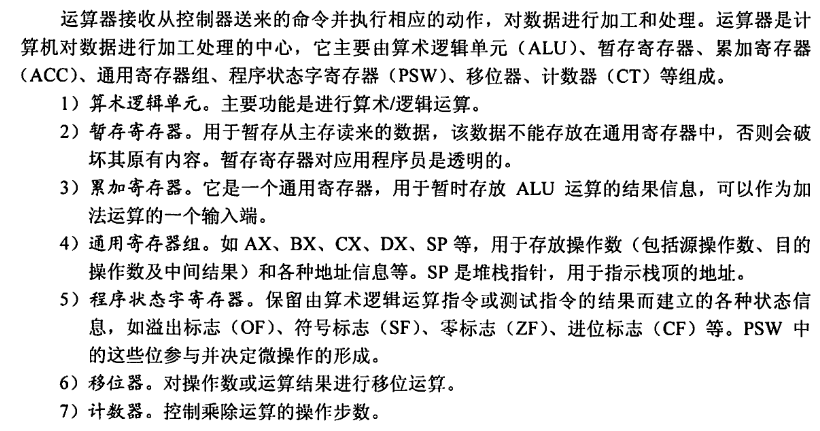 运算器接收从控制器送来的命令并执行相应的动作，对数据进行加工和处理。运算器是计
算机对数据进行加工处理的中心，它主要由算术逻辑单元（ALU）、暂存寄存器、累加寄存器
（ACC）、通用寄存器组、程序状态字寄存器（PSW）、移位器、计数器（CT）等组成。
1）算术逻辑单元。主要功能是进行算术/逻辑运算。
2）暂存寄存器。用于暂存从主存读来的数据，该数据不能存放在通用寄存器中，否则会破
坏其原有内容。暂存寄存器对应用程序员是透明的。
3）累加寄存器。它是一个通用寄存器，用于暂时存放 ALU 运算的结果信息，可以作为加
法运算的一个输入端。
4）通用寄存器组。如 AX、BX、CX、DX、SP 等，用于存放操作数（包括源操作数、目的
操作数及中间结果）和各种地址信息等。SP 是堆栈指针，用于指示栈顶的地址。
5）程序状态字寄存器。保留由算术逻辑运算指令或测试指令的结果而建立的各种状态信
息，如溢出标志（OF）、符号标志（SF）、零标志（ZF）、进位标志（CF）等。PSW 中
的这些位参与并决定微操作的形成。
6）移位器。对操作数或运算结果进行移位运算。
7）计数器。控制乘除运算的操作步数。